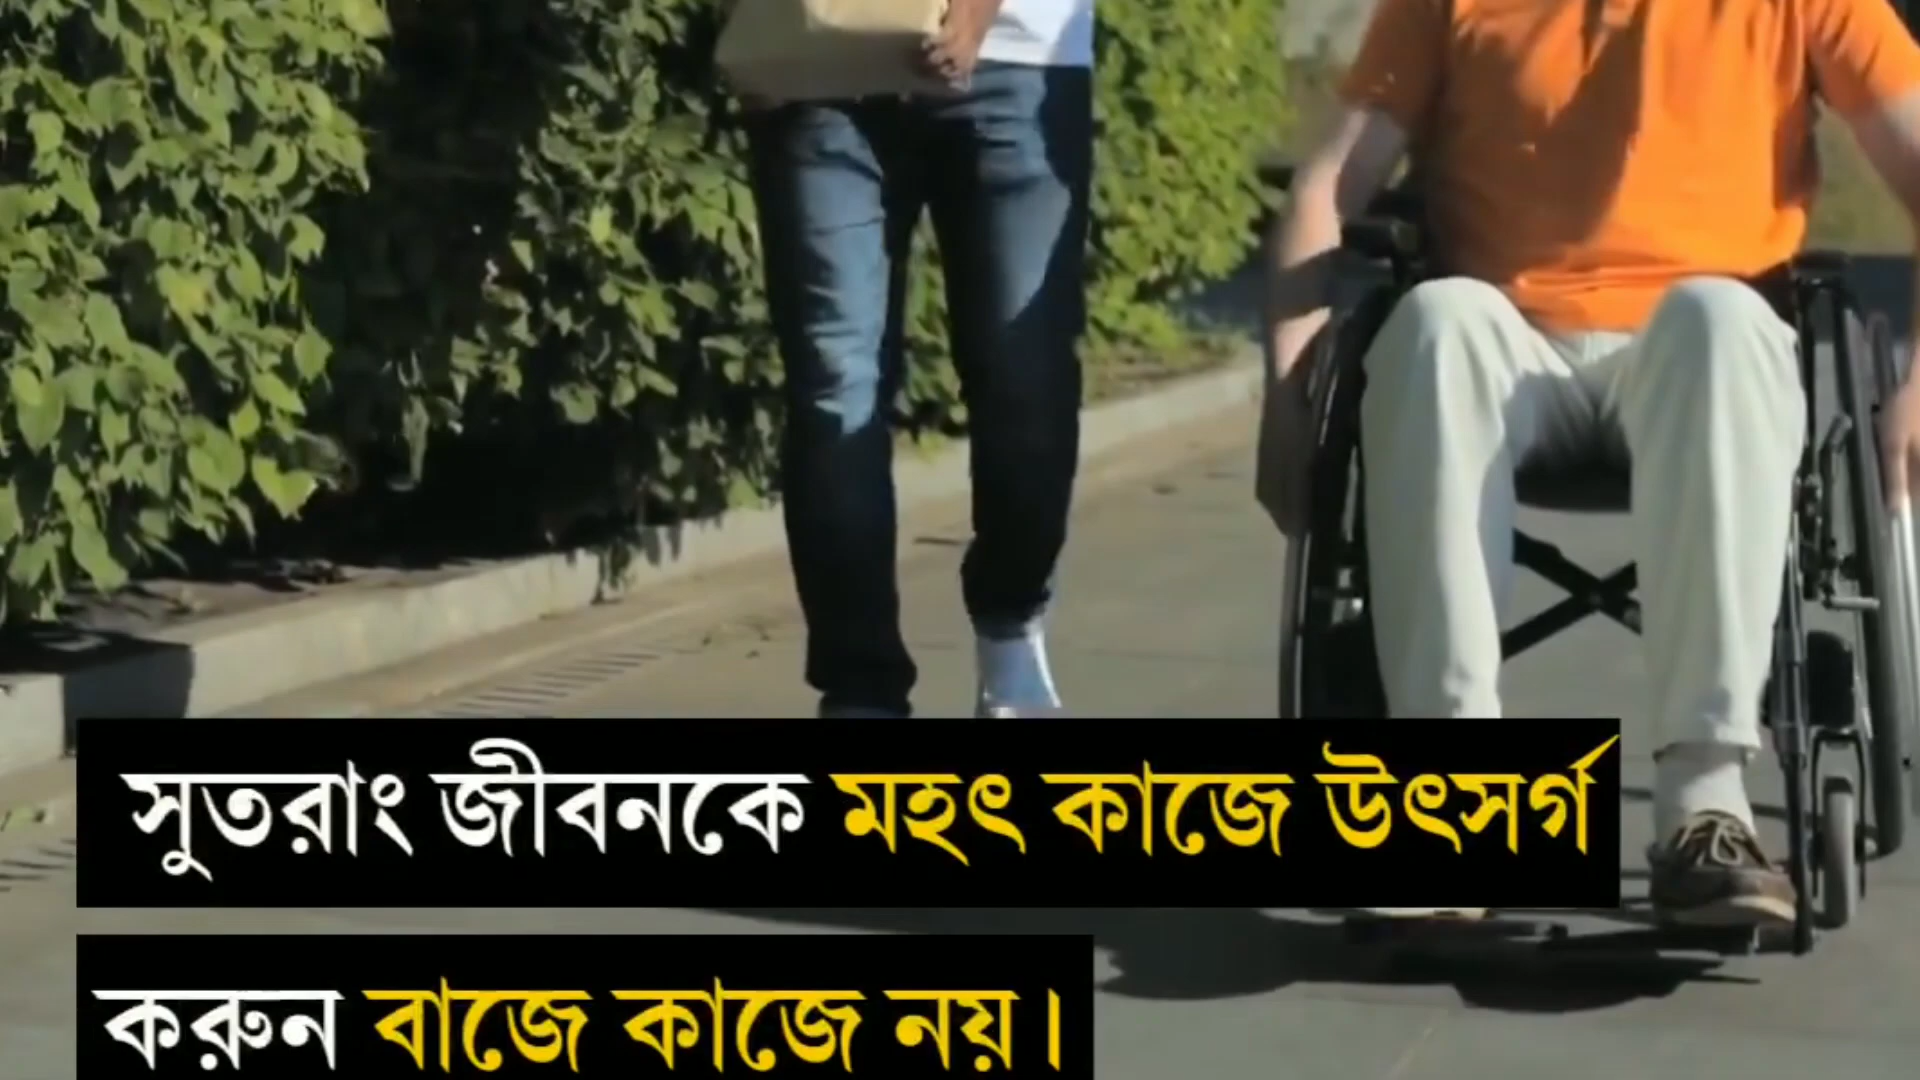 সুতরাং জীবনকে মহৎ কাজে উৎসর্গ
করুন বাজে কাজে নয়।